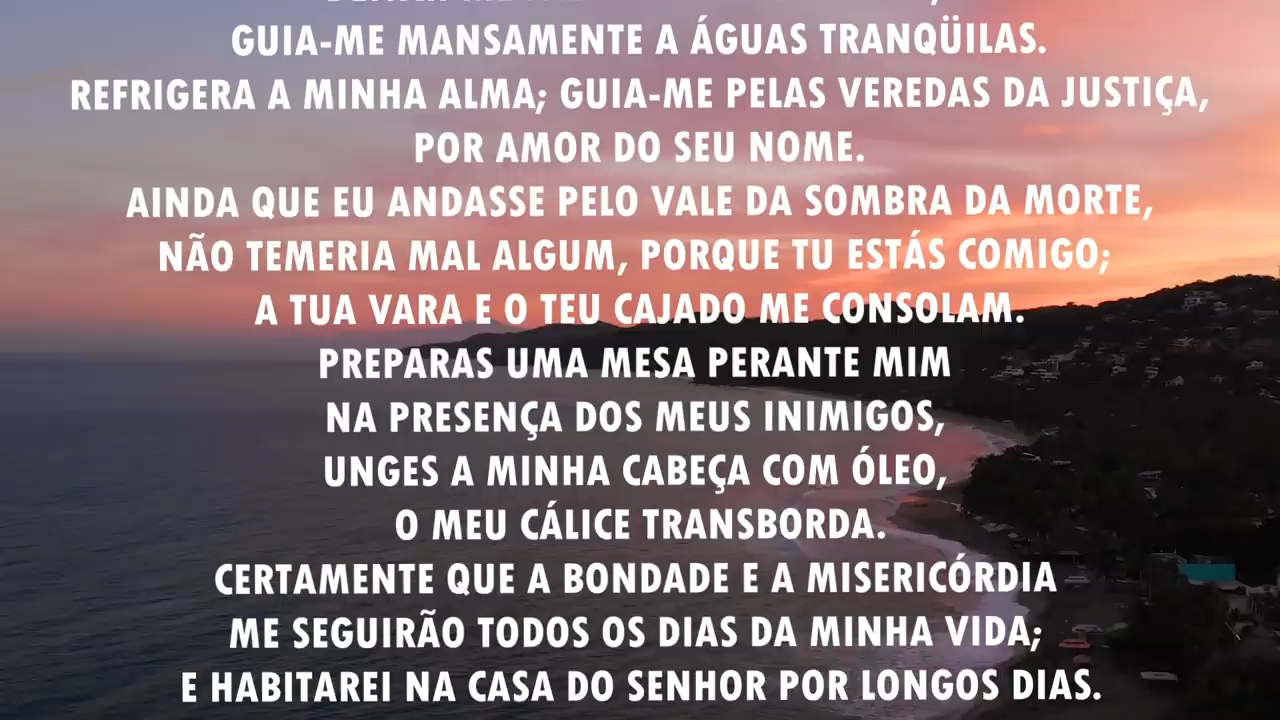 GUIA-ME MANSAMENTE A ÁGUAS TRANQÜILAS.
REFRIGERA A MINHA ALMA; GUIA-ME PELAS VEREDAS DA JUSTIÇA,
POR AMOR DO SEU NOME.
AINDA QUE EU ANDASSE PELO VALE DA SOMBRA DA MORTE,
NÃO TEMERIA MAL ALGUM, PORQUE TU ESTÁS COMIGO;
A TUA VARA E O TEU CAJADO ME CONSOLAM.
PREPARAS UMA MESA PERANTE MIM
NA PRESENÇA DOS MEUS INIMIGOS,
UNGES A MINHA CABEÇA COM ÓLEO,
O MEU CÁLICE TRANSBORDA.
CERTAMENTE QUE A BONDADE E A MISERICÓRDIA
ME SEGUIRÃO TODOS OS DIAS DA MINHA VIDA;
E HABITAREI NA CASA DO SENHOR POR LONGOS DIAS.